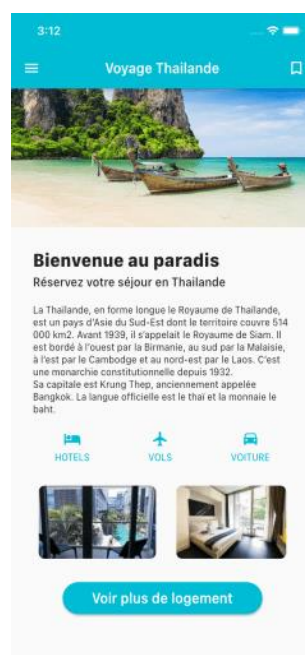 3:12
Voyage Thailande
Bienvenue au paradis
Réservez votre séjour en Thailande
La Thaïlande, en forme longue le Royaume de Thaïlande,
est un pays d'Asie du Sud-Est dont le territoire couvre 514
000 km2. Avant 1939, il s'appelait le Royaume de Siam. Il
est bordé à l'ouest par la Birmanie, au sud par la Malaisie,
à l'est par le Cambodge et au nord-est par le Laos. C'est
une monarchie constitutionnelle depuis 1932.
Sa capitale est Krung Thep, anciennement appelée
Bangkok. La langue officielle est le thaï et la monnaie le
baht.
HOTELS VOLS VOITURE
Voir plus de logement